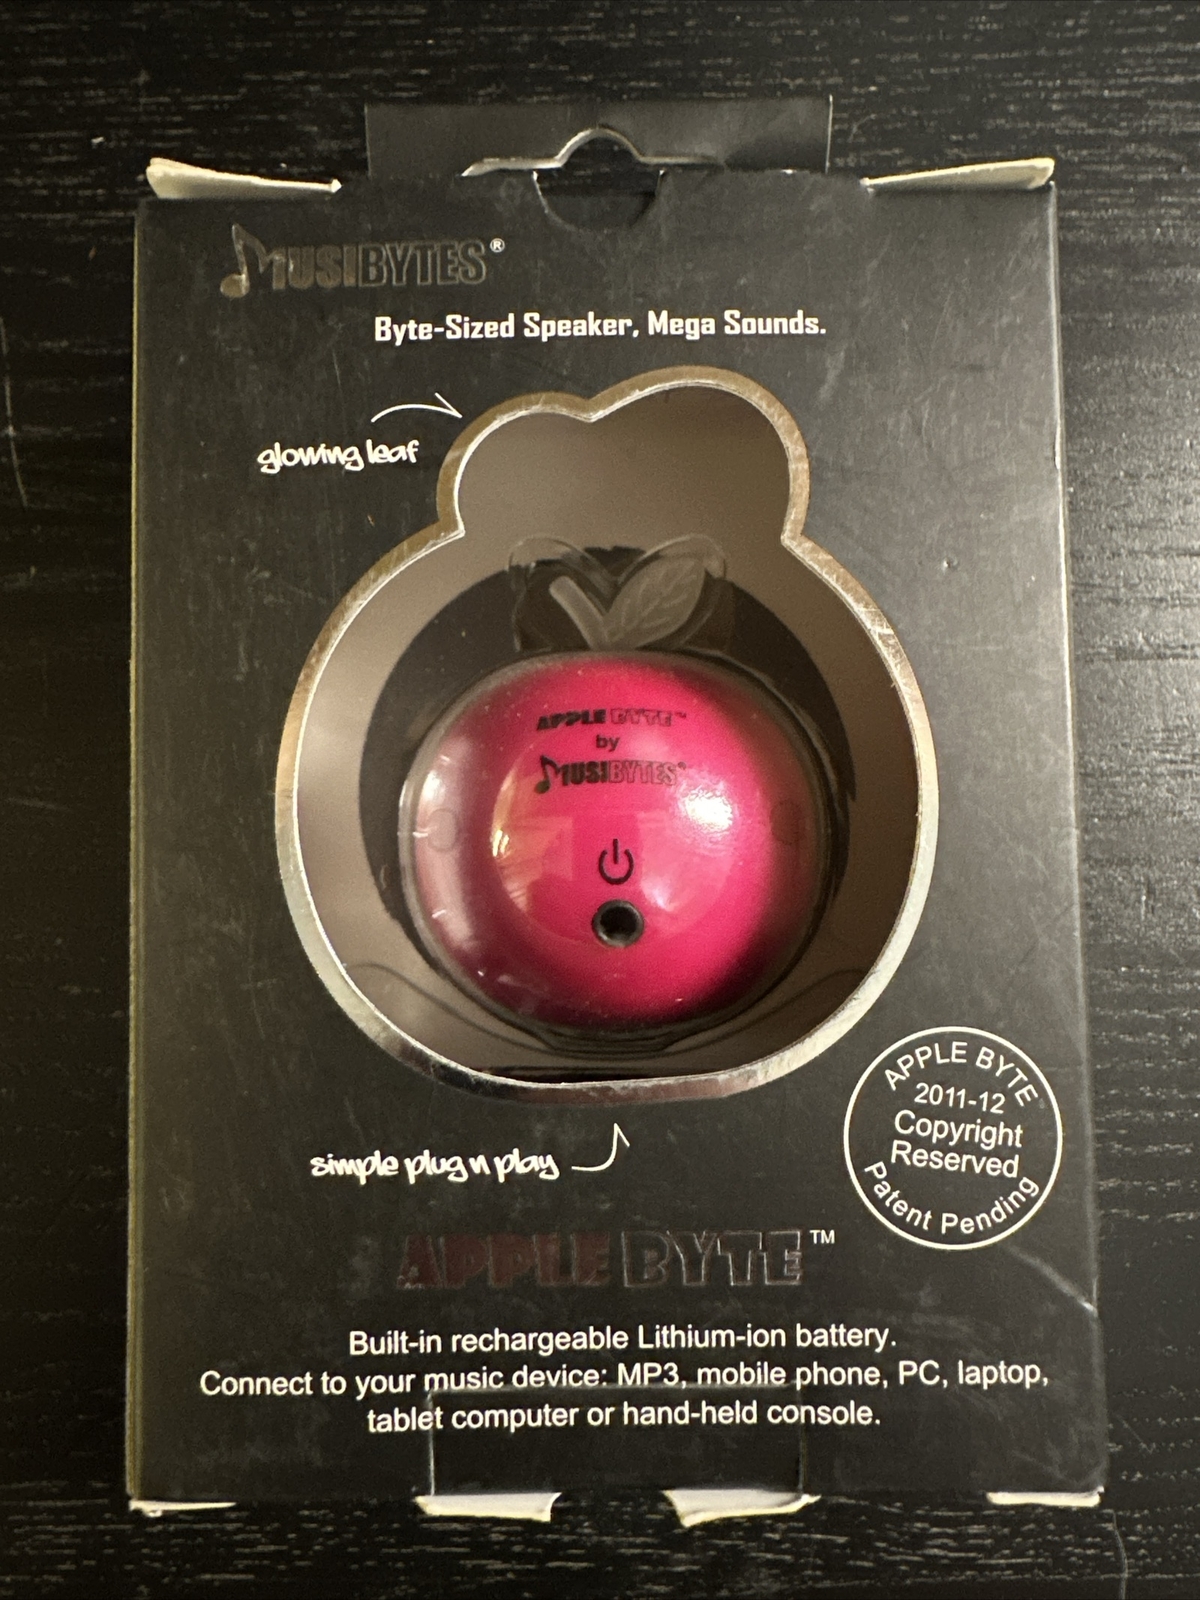 MUSIBYTES®
Byte-Sized Speaker, Mega Sounds.
glowing leaf
APPLE BYTE™
by
MUSIBYTES®
simple plug n play
APPLE BYTE
2011-12
Copyright
Reserved
Patent Pending
APPLE BYTE™
Built-in rechargeable Lithium-ion battery.
Connect to your music device: MP3, mobile phone, PC, laptop,
tablet computer or hand-held console.